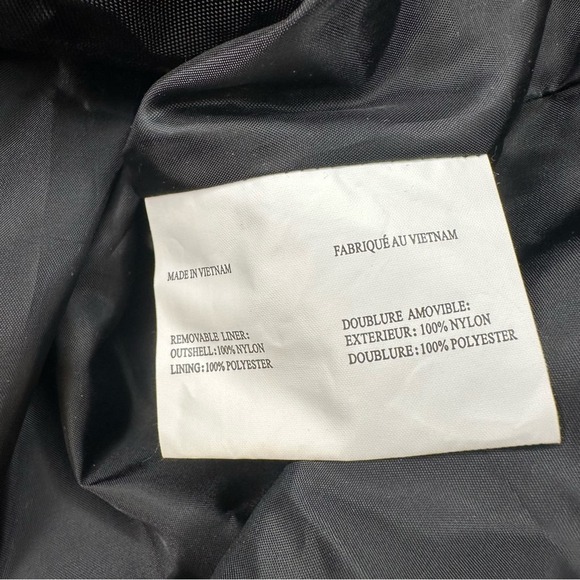 MADE IN VIETNAM
REMOVABLE LINER:
OUTSHELL:100% NYLON
LINING:100% POLYESTER
FABRIQUÉ AU VIETNAM
DOUBLURE AMOVIBLE:
EXTERIEUR: 100% NYLON
DOUBLURE: 100% POLYESTER